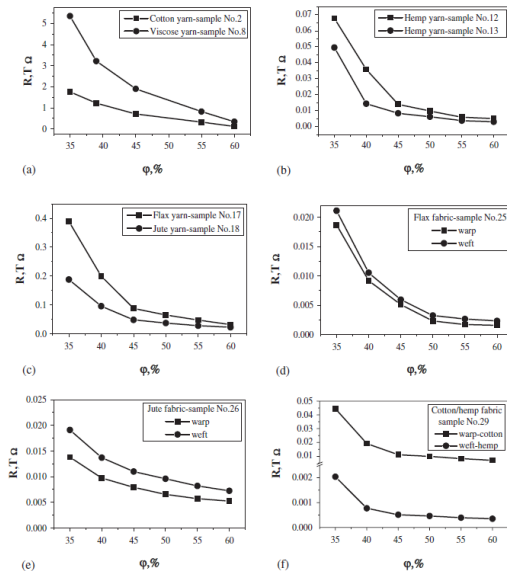 Cotton yarn-sample No.2
Viscose yarn-sample No.8
R,T Ω
5
4
3
2
1
0
35 40 45 50 55 60
(a)
φ,%
Hemp yarn-sample No.12
Hemp yarn-sample No.13
R,T Ω
0.07
0.06
0.05
0.04
0.03
0.02
0.01
0.00
35 40 45 50 55 60
(b)
φ,%
Flax yarn-sample No.17
Jute yarn-sample No.18
R,T Ω
0.4
0.3
0.2
0.1
0.0
35 40 45 50 55 60
(c)
φ,%
Flax fabric-sample No.25
warp
weft
R,T Ω
0.020
0.015
0.010
0.005
0.000
35 40 45 50 55 60
(d)
φ,%
Jute fabric-sample No.26
warp
weft
R,T Ω
0.025
0.020
0.015
0.010
0.005
0.000
35 40 45 50 55 60
(e)
φ,%
Cotton/hemp fabric
sample No.29
warp-cotton
weft-hemp
R,T Ω
0.05
0.04
0.03
0.02
0.01
0.002
0.001
0.000
35 40 45 50 55 60
(f)
φ,%